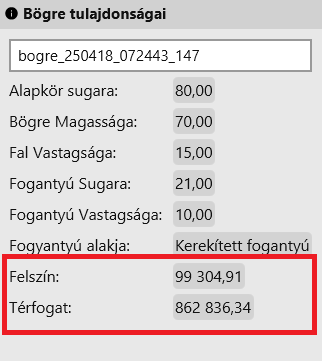 Bögre tulajdonságai
bogre_250418_072443_147
Alapkör sugara: 80,00
Bögre Magassága: 70,00
Fal Vastagsága: 15,00
Fogantyú Sugara: 21,00
Fogantyú Vastagsága: 10,00
Fogyantyú alakja: Kerekített fogantyú
Felszín: 99 304,91
Térfogat: 862 836,34